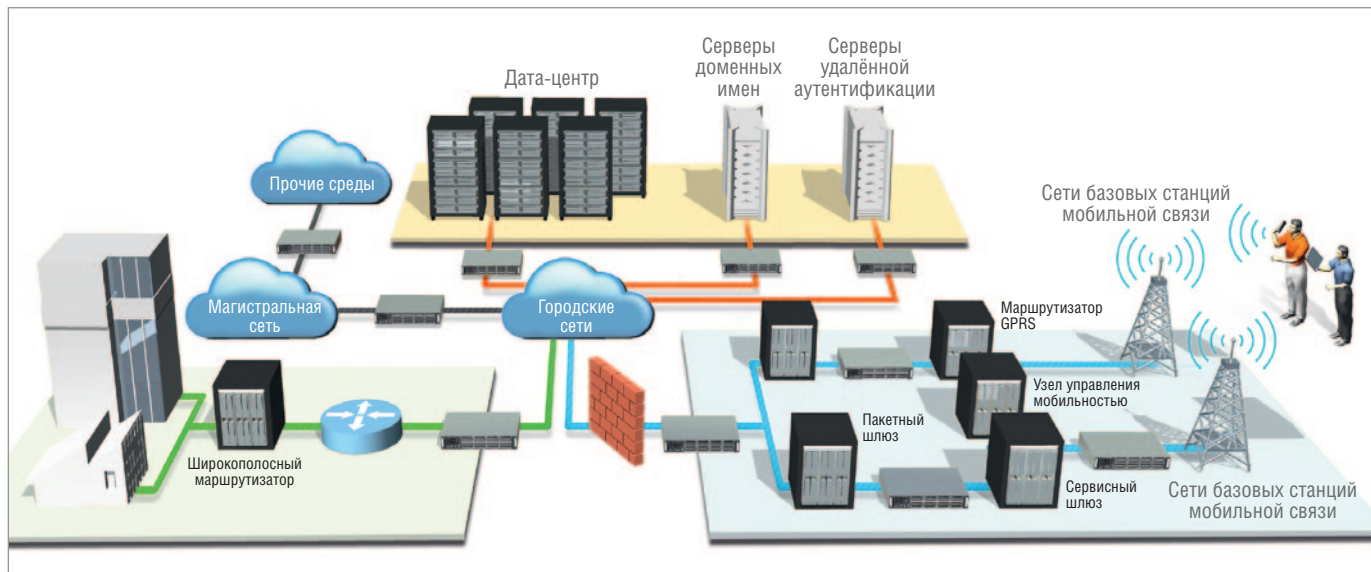 Дата-центр
Серверы
доменных
имен
Серверы
удалённой
аутентификации
Прочие среды
Сети базовых станций
мобильной связи
Магистральная
сеть
Городские
сети
Маршрутизатор
GPRS
Узел управления
мобильностью
Пакетный
шлюз
Широкополосный
маршрутизатор
Сервисный
шлюз
Сети базовых станций
мобильной связи